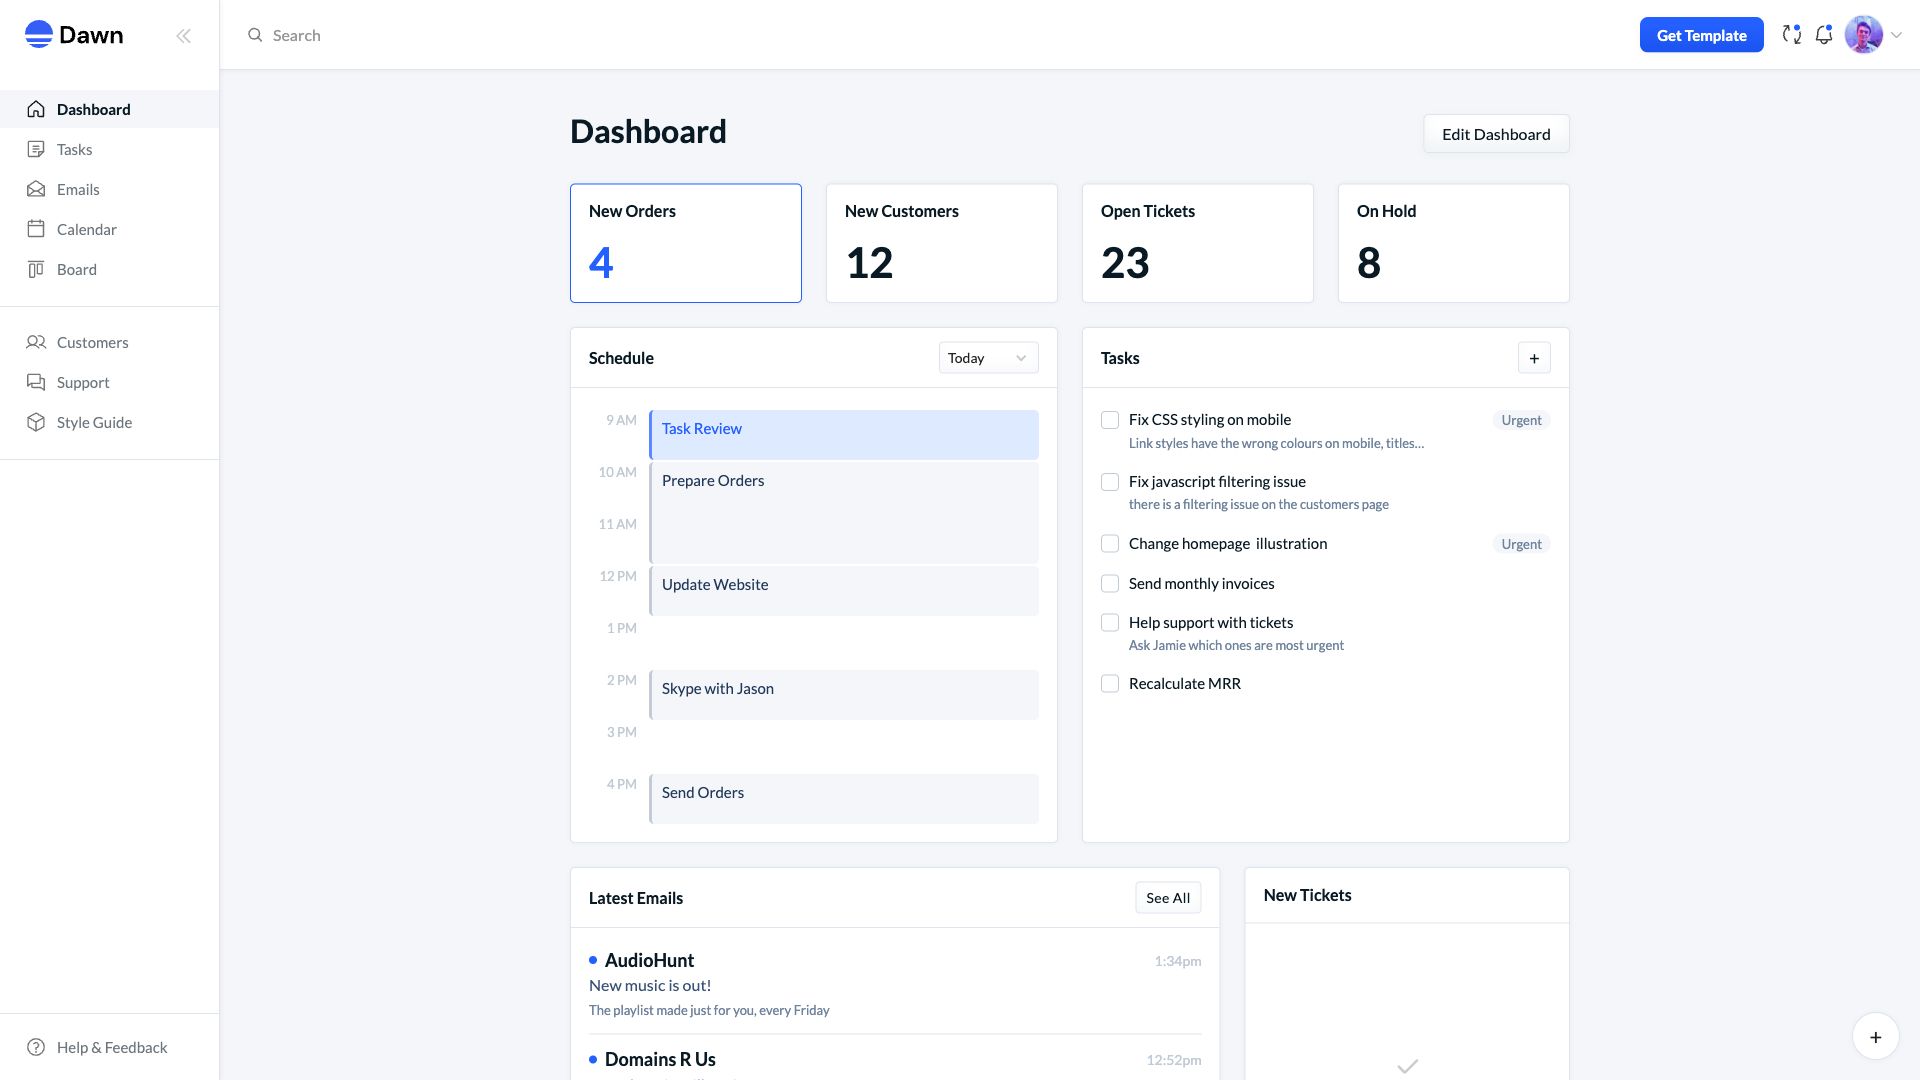 Dawn
Search
Get Template
Dashboard
Tasks
Emails
Calendar
Board
Customers
Support
Style Guide
Help & Feedback
Dashboard
Edit Dashboard
New Orders
4
New Customers
12
Open Tickets
23
On Hold
8
Schedule
Today
9 AM
Task Review
10 AM
Prepare Orders
11 AM
12 PM
Update Website
1 PM
2 PM
Skype with Jason
3 PM
4 PM
Send Orders
Tasks
+
Fix CSS styling on mobile
Urgent
Link styles have the wrong colours on mobile, titles...
Fix javascript filtering issue
there is a filtering issue on the customers page
Change homepage illustration
Urgent
Send monthly invoices
Help support with tickets
Ask Jamie which ones are most urgent
Recalculate MRR
Latest Emails
See All
AudioHunt
1:34pm
New music is out!
The playlist made just for you, every Friday
Domains R Us
12:52pm
New Tickets
+